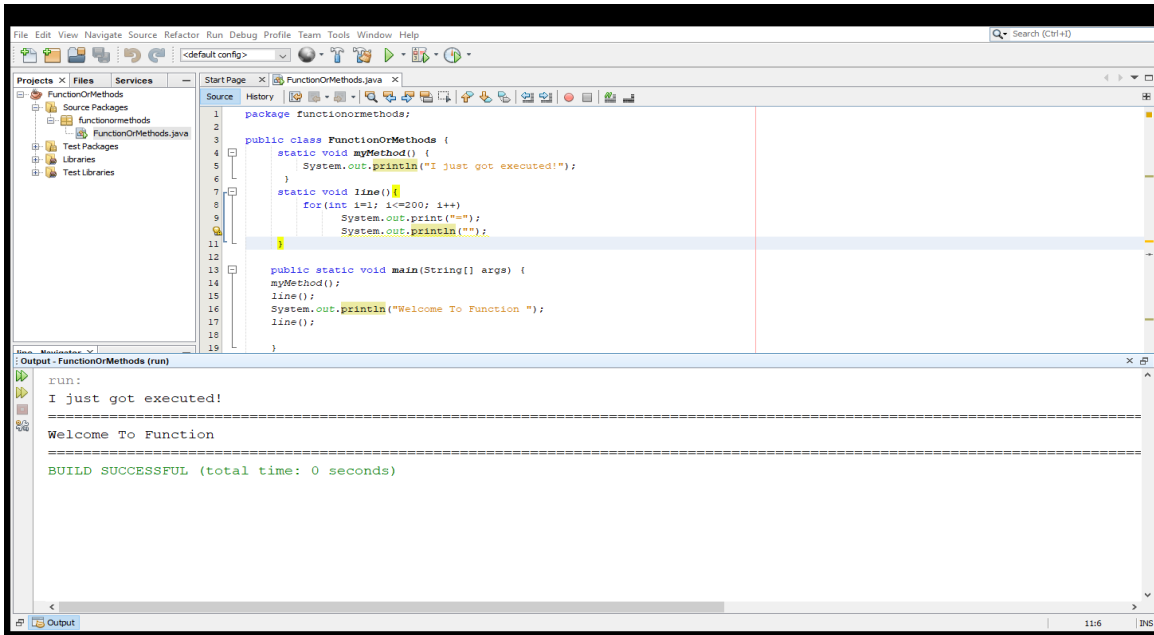 File Edit View Navigate Source Refactor Run Debug Profile Team Tools Window Help
Search (Ctrl+I)
<default config>
Projects Files Services
Start Page FunctionOrMethods.java
FunctionOrMethods
Source Packages
functionormethods
FunctionOrMethods.java
Test Packages
Libraries
Test Libraries
Source History
1 package functionormethods;
2
3 public class FunctionOrMethods {
4 static void myMethod() {
5 System.out.println("I just got executed!");
6 }
7 static void line(){
8 for(int i=1; i<=200; i++)
9 System.out.print("=");
System.out.println("");
11 }
12
13 public static void main(String[] args) {
14 myMethod();
15 line();
16 System.out.println("Welcome To Function ");
17 line();
18
19 }
line - Navigator
Output - FunctionOrMethods (run)
run:
I just got executed!
==============================================================================================
Welcome To Function
==============================================================================================
BUILD SUCCESSFUL (total time: 0 seconds)
Output
11:6 INS